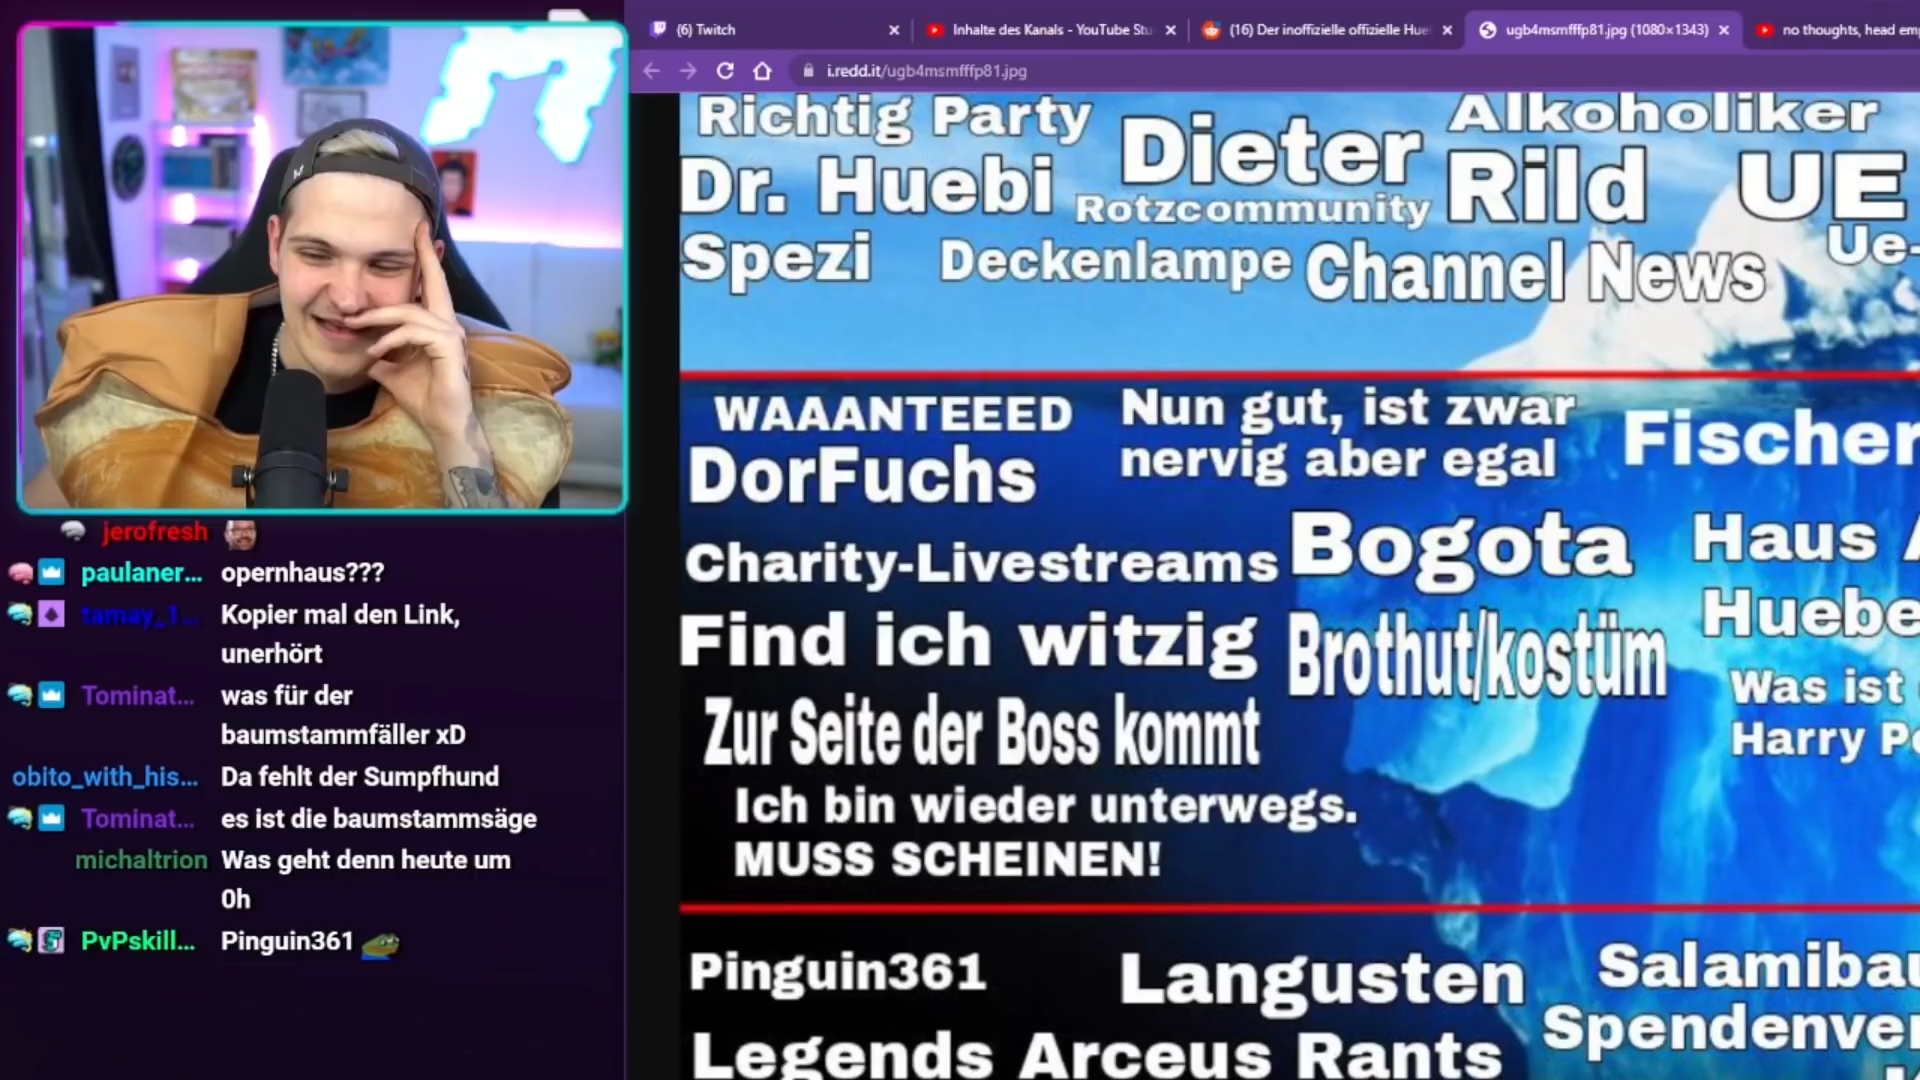 (6) Twitch
Inhalte des Kanals - YouTube Stu
(16) Der inoffizielle offizielle Hue
ugb4msmfffp81.jpg (1080×1343)
no thoughts, head emp
i.redd.it/ugb4msmfffp81.jpg
Richtig Party
Dieter
Alkoholiker
Dr. Huebi
Rotzcommunity
Rild
UE
Spezi
Deckenlampe
Channel News
Ue-
WAAANTEEED
Nun gut, ist zwar
nervig aber egal
Fischer
DorFuchs
Bogota
Haus A
Charity-Livestreams
Huebe
Find ich witzig
Brothut/kostüm
Was ist
Harry Po
Zur Seite der Boss kommt
Ich bin wieder unterwegs.
MUSS SCHEINEN!
Pinguin361
Langusten
Salamibau
Spendenver
Legends Arceus Rants
jerofresh
paulaner... opernhaus???
tamay_1... Kopier mal den Link,
unerhört
Tominat... was für der
baumstammfäller xD
obito_with_his... Da fehlt der Sumpfhund
Tominat... es ist die baumstammsäge
michaltrion Was geht denn heute um
0h
PvPskill... Pinguin361